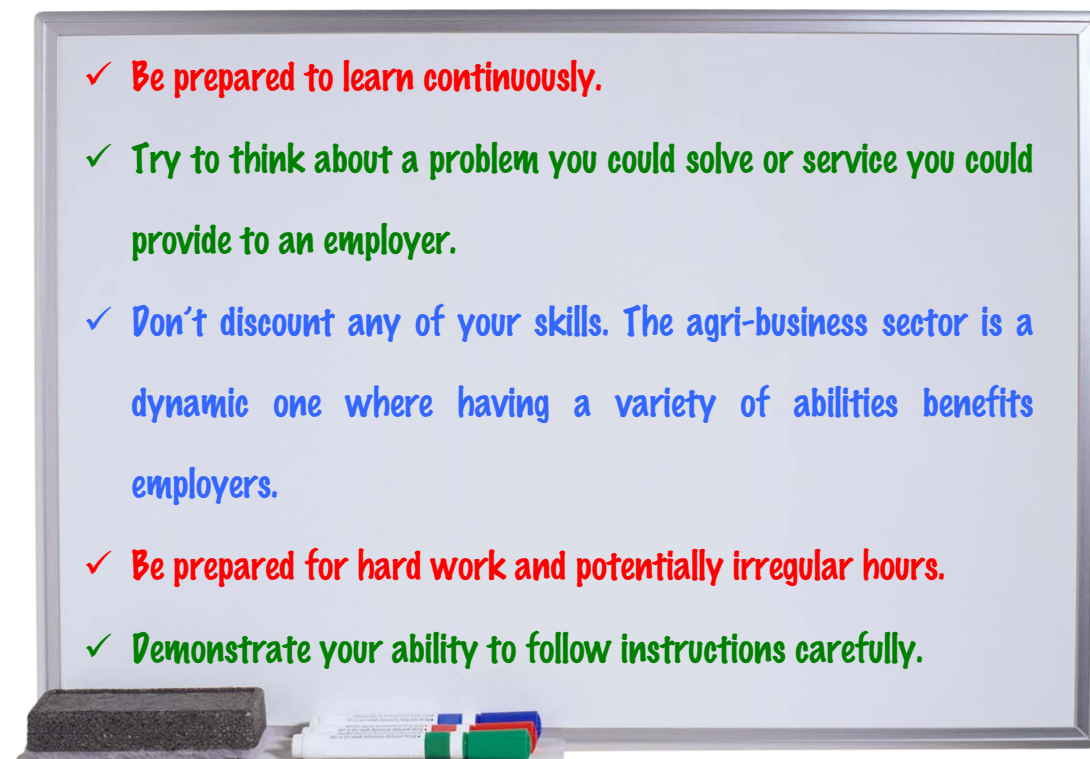 ✓ Be prepared to learn continuously.
✓ Try to think about a problem you could solve or service you could
provide to an employer.
✓ Don't discount any of your skills. The agri-business sector is a
dynamic one where having a variety of abilities benefits
employers.
✓ Be prepared for hard work and potentially irregular hours.
✓ Demonstrate your ability to follow instructions carefully.